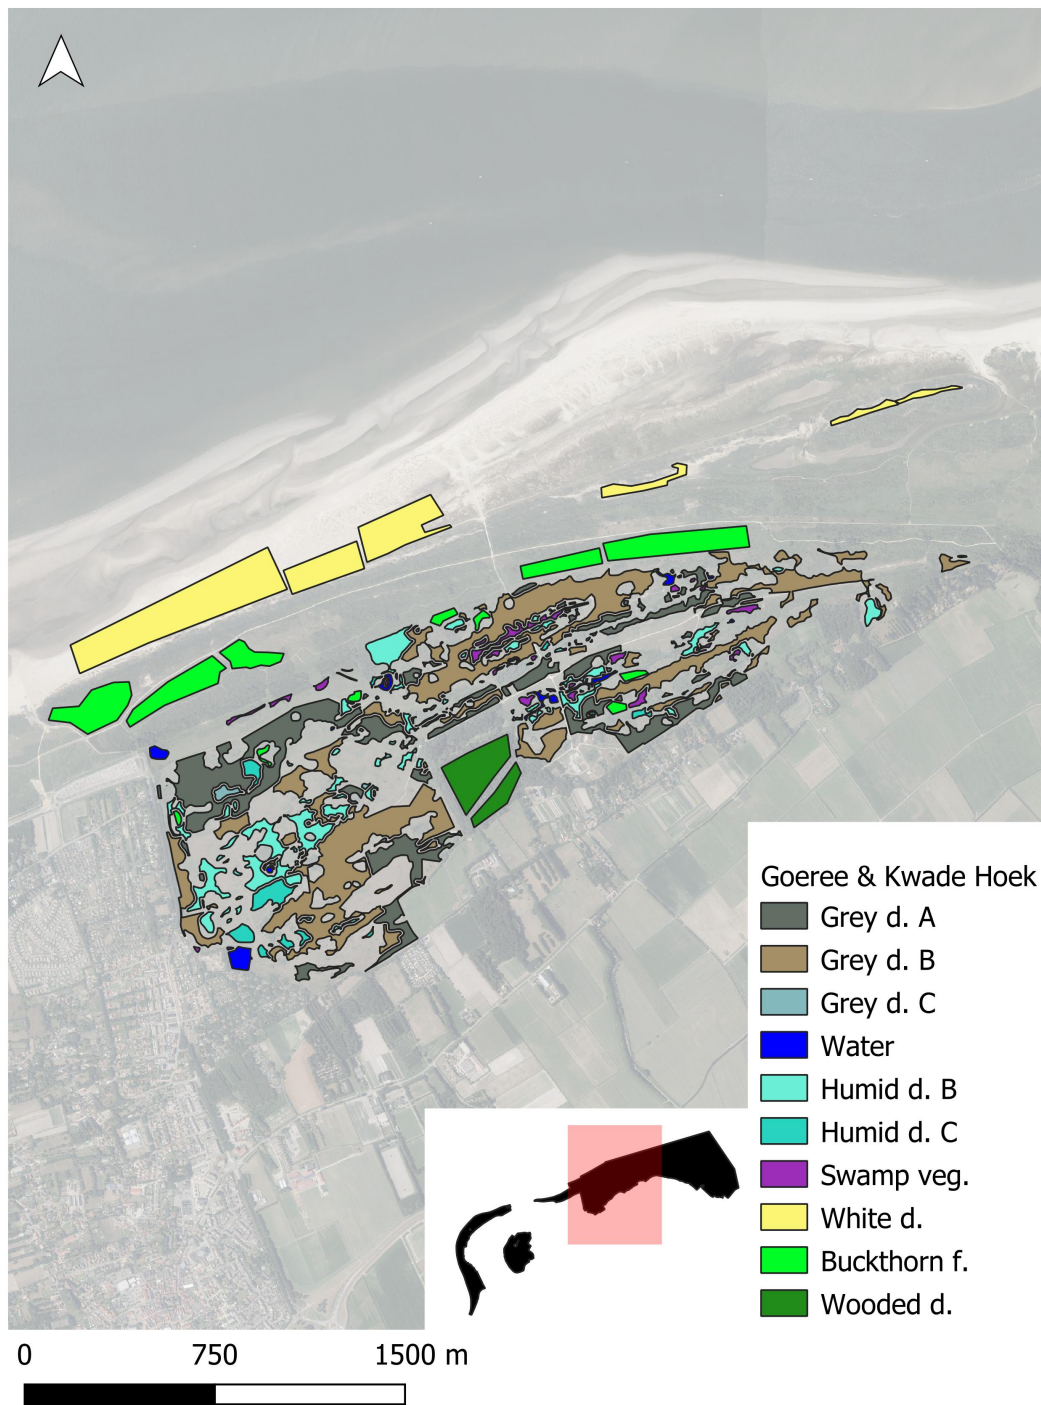 Goeree & Kwade Hoek
Grey d. A
Grey d. B
Grey d. C
Water
Humid d. B
Humid d. C
Swamp veg.
White d.
Buckthorn f.
Wooded d.
0 750 1500 m